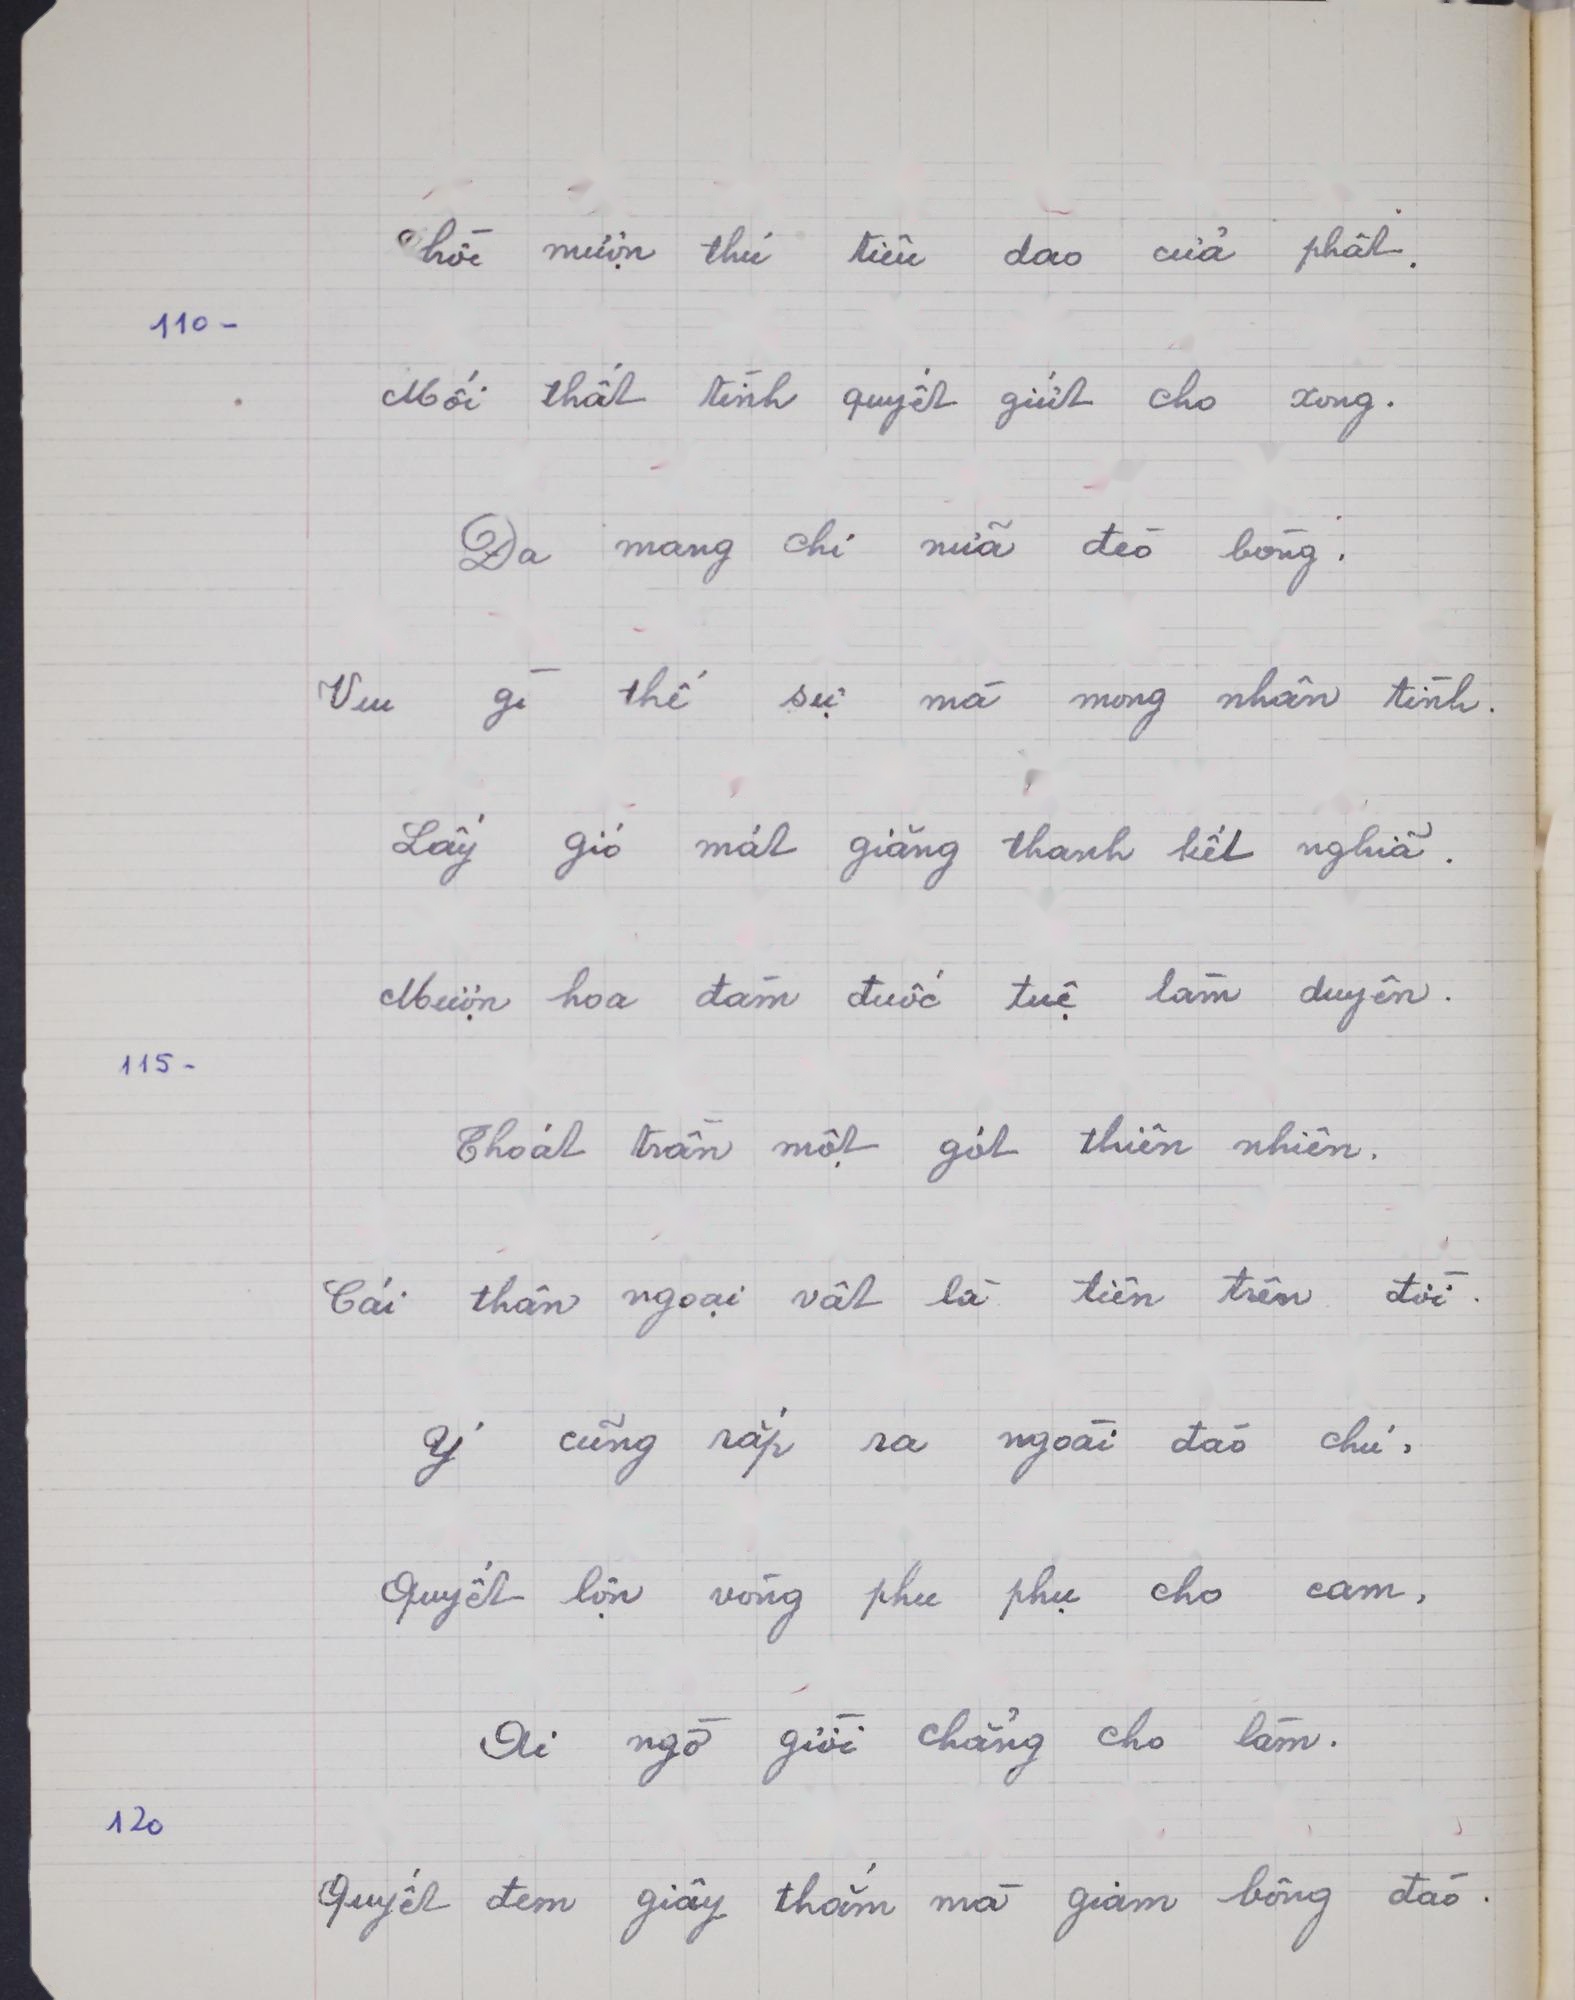 Thôi mượn thú tiêu dao cửa phật.
110-
Mối thất tình quyết giứt cho xong.
Đa mang chi nữa đèo bòng.
Vui gì thế sự mà mong nhân tình.
Lấy gió mát giăng thanh kết nghĩa.
Mượn hoa đàm đuốc tuệ làm duyên.
115-
Thoát trần một gót thiên nhiên.
Cái thân ngoại vật là tiên trên đời.
Ý cũng rắp ra ngoài đào chú,
Quyết lộn vòng phu phụ cho cam,
Ai ngờ giời chẳng cho làm.
120
Quyết đem giây thắm mà giam bông đào.